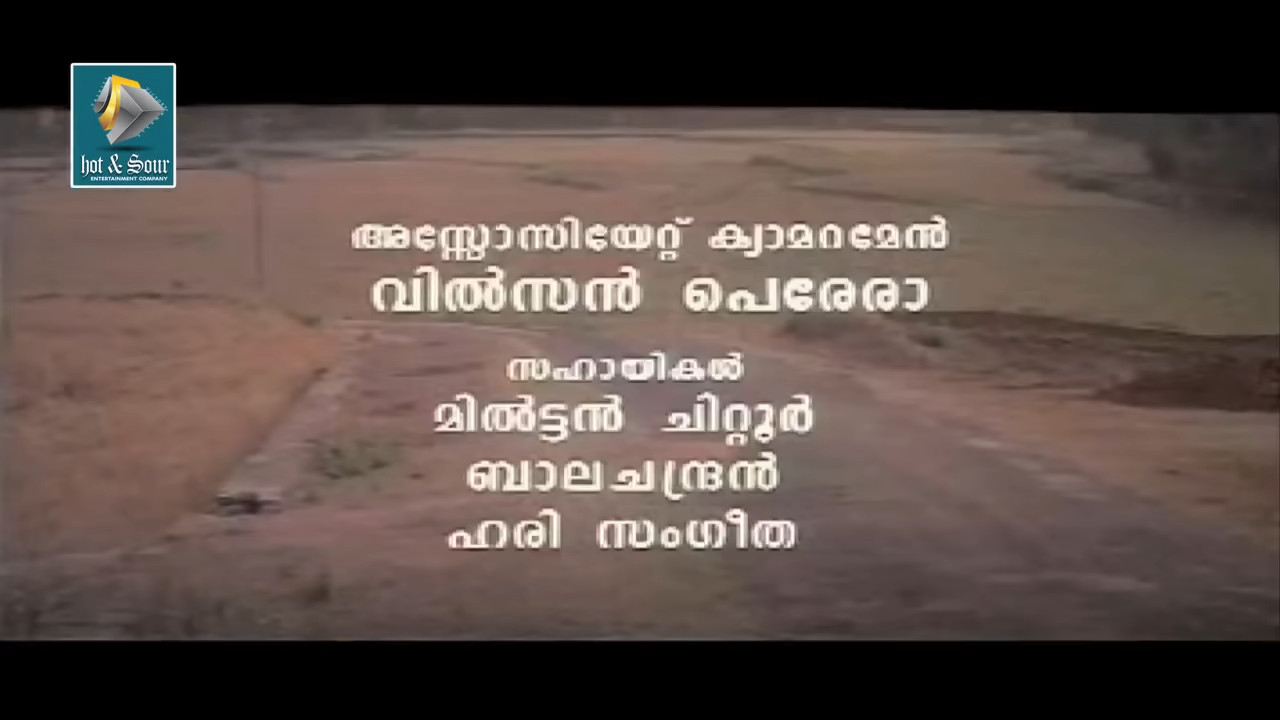 hot & Sour
ENTERTAINMENT COMPANY
അസ്സോസിയേറ്റ് ക്യാമറമേൻ
വിൽസൻ പെരേരാ
സഹായികൾ
മിൽട്ടൻ ചിറ്റൂർ
ബാലചന്ദ്രൻ
ഹരി സംഗീത